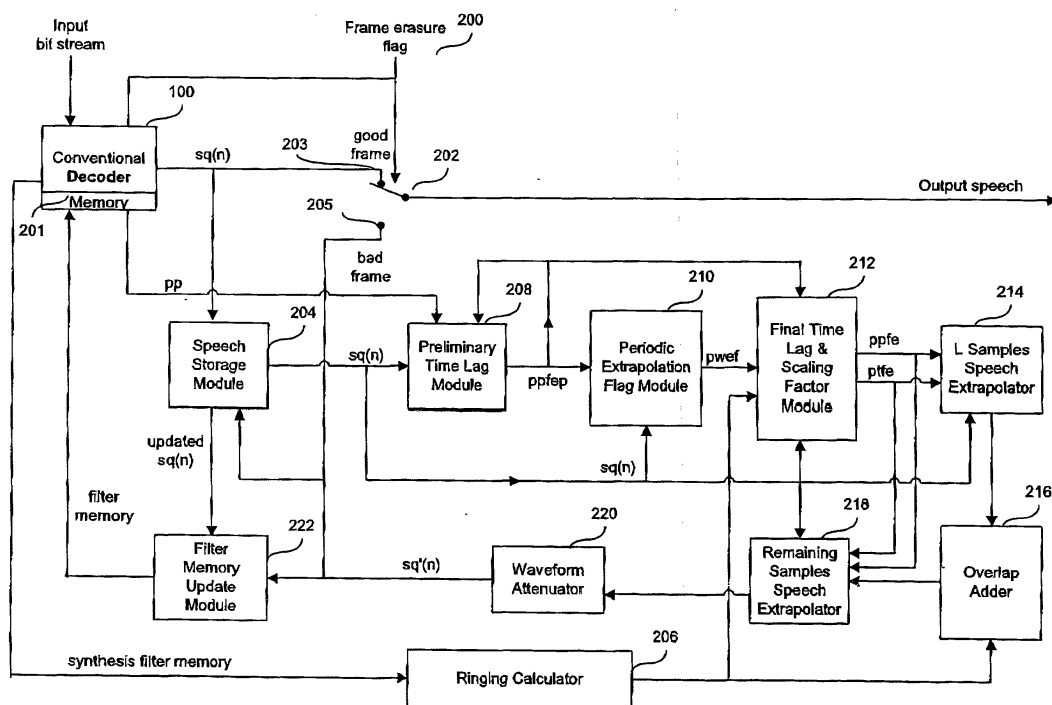 Input
bit stream
Frame erasure
flag
200
100
Conventional
Decoder
Memory
201
sq(n)
203
good
frame
202
205
bad
frame
Output speech
pp
204
Speech
Storage
Module
sq(n)
208
Preliminary
Time Lag
Module
ppfep
210
Periodic
Extrapolation
Flag Module
pwef
212
Final Time
Lag &
Scaling
Factor
Module
ppfe
ptfe
214
L Samples
Speech
Extrapolator
updated
sq(n)
sq(n)
filter
memory
222
Filter
Memory
Update
Module
sq'(n)
220
Waveform
Attenuator
218
Remaining
Samples
Speech
Extrapolator
216
Overlap
Adder
synthesis filter memory
206
Ringing Calculator